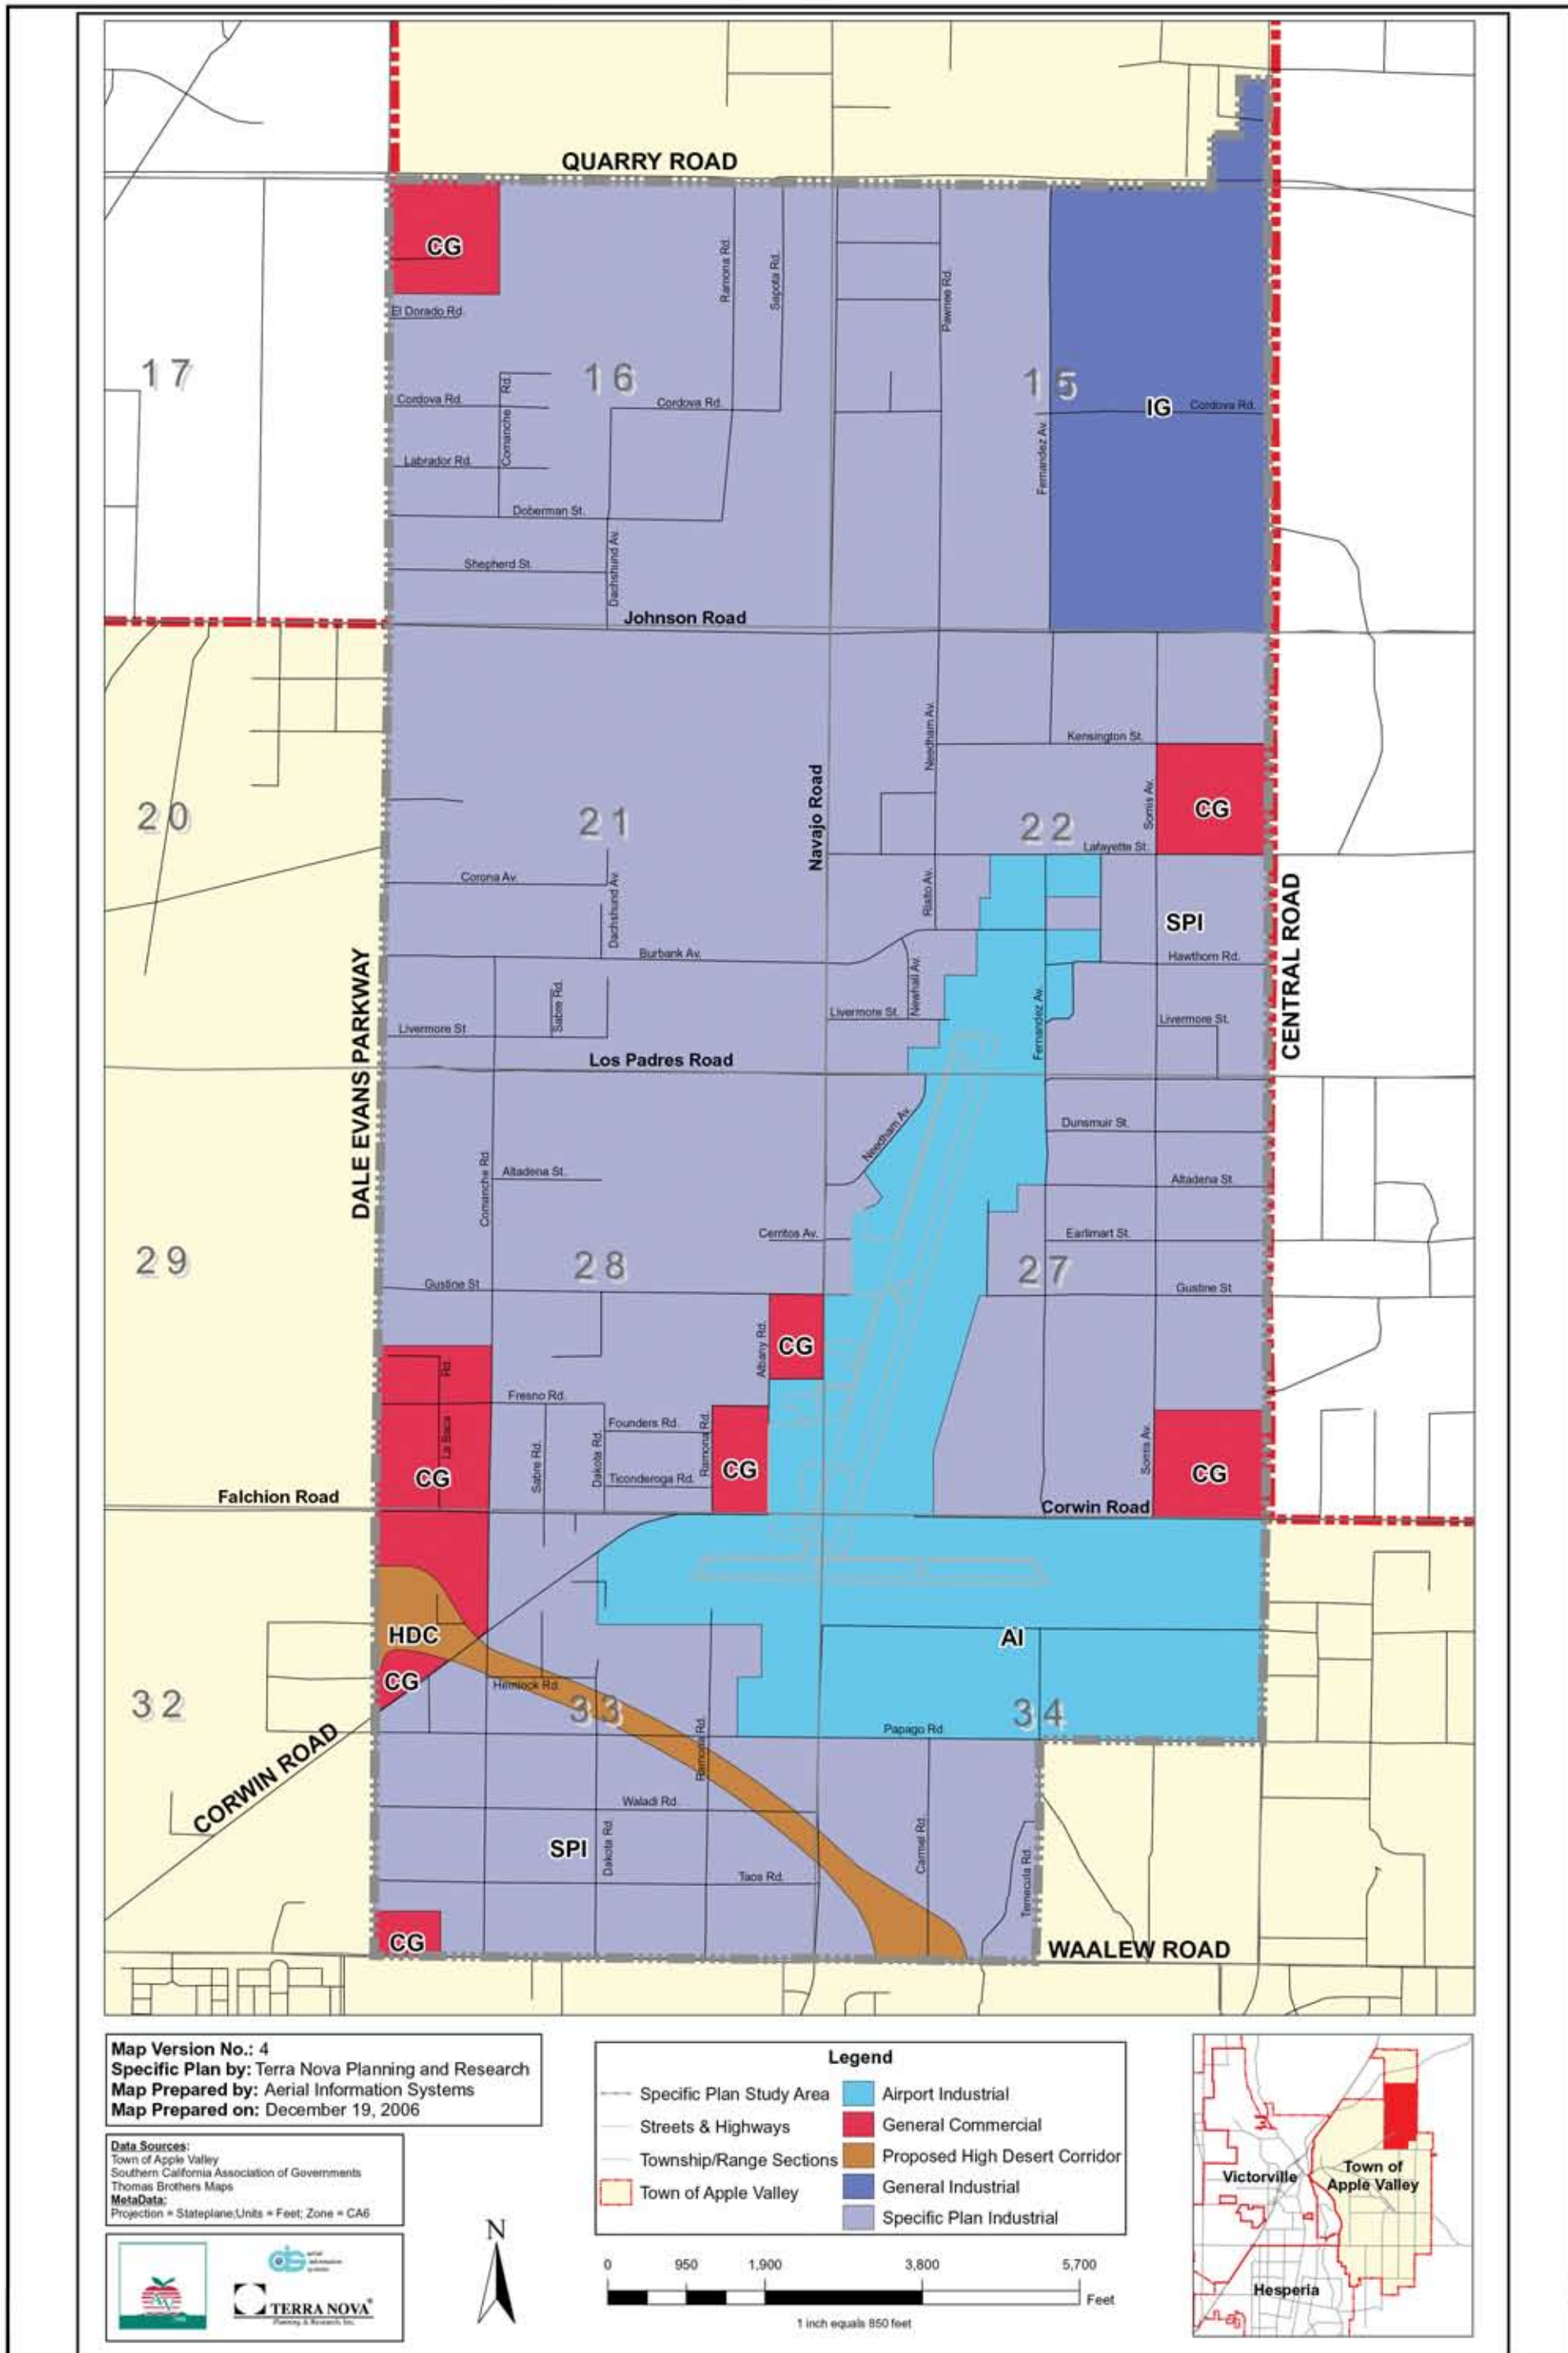 QUARRY ROAD
CG
El Dorado Rd.
Ramona Rd.
Sapota Rd.
Pawnee Rd.
17
16
15
Cordova Rd.
Comanche Rd.
Cordova Rd.
IG
Cordova Rd.
Fernandez Av.
Labrador Rd.
Doberman St.
Shepherd St.
Dachshund Av.
Johnson Road
Needham Av.
Kensington St.
Navajo Road
Somis Av.
CG
20
21
22
Lafayette St.
Corona Av.
Dachshund Av.
Rialto Av.
SPI
CENTRAL ROAD
Burbank Av.
Hawthorn Rd.
DALE EVANS PARKWAY
Sabre Rd.
Newhall Av.
Fernandez Av.
Livermore St
Livermore St.
Livermore St.
Los Padres Road
Needham Av.
Dunsmuir St.
Comanche Rd.
Altadena St.
Altadena St.
Cerritos Av.
Earlimart St.
29
28
27
Gustine St
Gustine St
Albany Rd.
CG
La Baca Rd.
Fresno Rd.
Sabre Rd.
Dakota Rd.
Founders Rd.
Ramona Rd.
Ticonderoga Rd.
CG
CG
Somis Av.
CG
Falchion Road
Corwin Road
HDC
AI
CG
Hemlock Rd.
32
33
34
Ramona Rd.
Papago Rd.
CORWIN ROAD
Waladi Rd.
SPI
Dakota Rd.
Carmel Rd.
Temecula Rd.
Taos Rd.
CG
WAALEW ROAD
Map Version No.: 4
Specific Plan by: Terra Nova Planning and Research
Map Prepared by: Aerial Information Systems
Map Prepared on: December 19, 2006
Data Sources:
Town of Apple Valley
Southern California Association of Governments
Thomas Brothers Maps
MetaData:
Projection = Stateplane;Units = Feet; Zone = CA6
AV
ais
aerial
information
systems
TERRA NOVA®
Planning & Research, Inc.
N
Legend
Specific Plan Study Area
Streets & Highways
Township/Range Sections
Town of Apple Valley
Airport Industrial
General Commercial
Proposed High Desert Corridor
General Industrial
Specific Plan Industrial
0 950 1,900 3,800 5,700
Feet
1 inch equals 850 feet
Victorville
Town of
Apple Valley
Hesperia